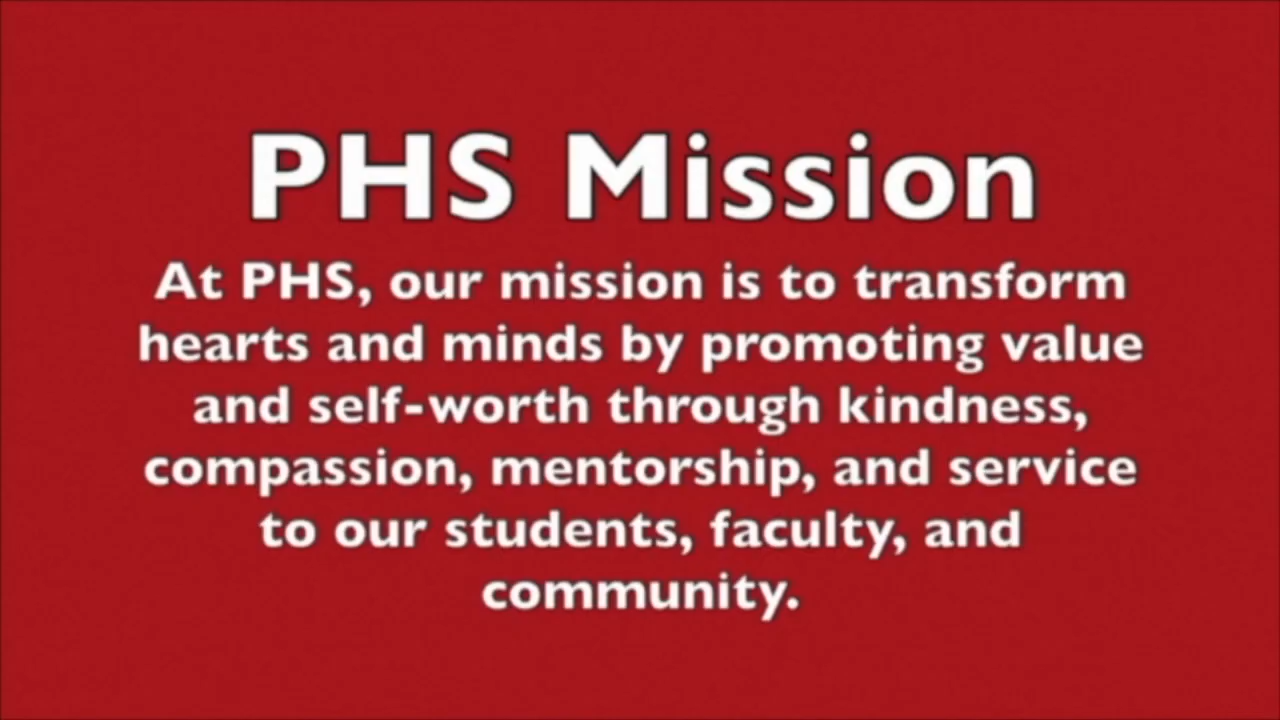 PHS Mission
At PHS, our mission is to transform
hearts and minds by promoting value
and self-worth through kindness,
compassion, mentorship, and service
to our students, faculty, and
community.